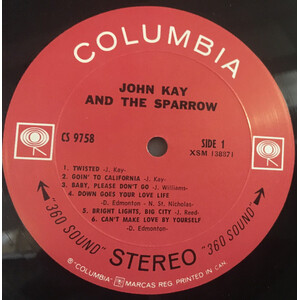 COLUMBIA
JOHN KAY
AND THE SPARROW
CS 9758
SIDE 1
XSM 138371
1. TWISTED -J. Kay-
2. GOIN' TO CALIFORNIA -J. Kay-
3. BABY, PLEASE DON'T GO -J. Williams-
4. DOWN GOES YOUR LOVE LIFE
-D. Edmonton - N. St. Nicholas-
5. BRIGHT LIGHTS, BIG CITY -J. Reed-
6. CAN'T MAKE LOVE BY YOURSELF
-D. Edmonton-
"360 SOUND" STEREO "360 SOUND"
® "COLUMBIA", MARCAS REG. PRINTED IN CAN.